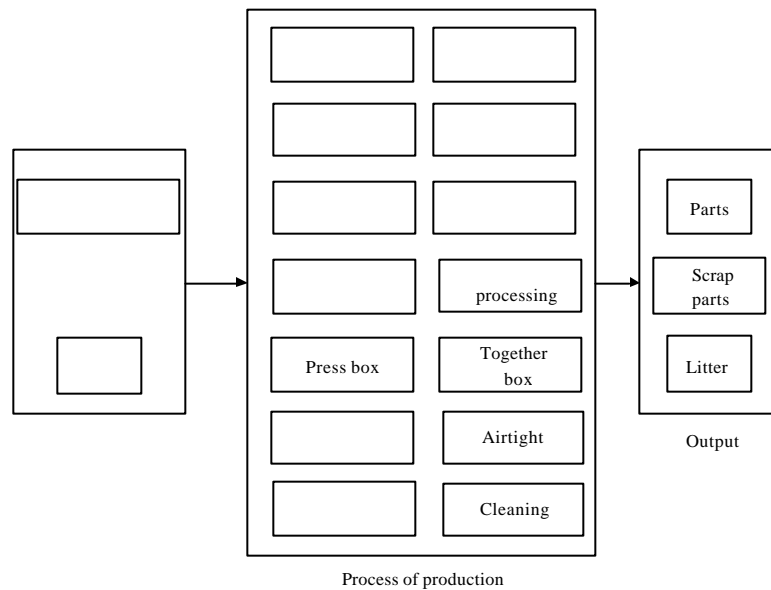 processing
Press box
Together
box
Airtight
Cleaning
Process of production
Parts
Scrap
parts
Litter
Output